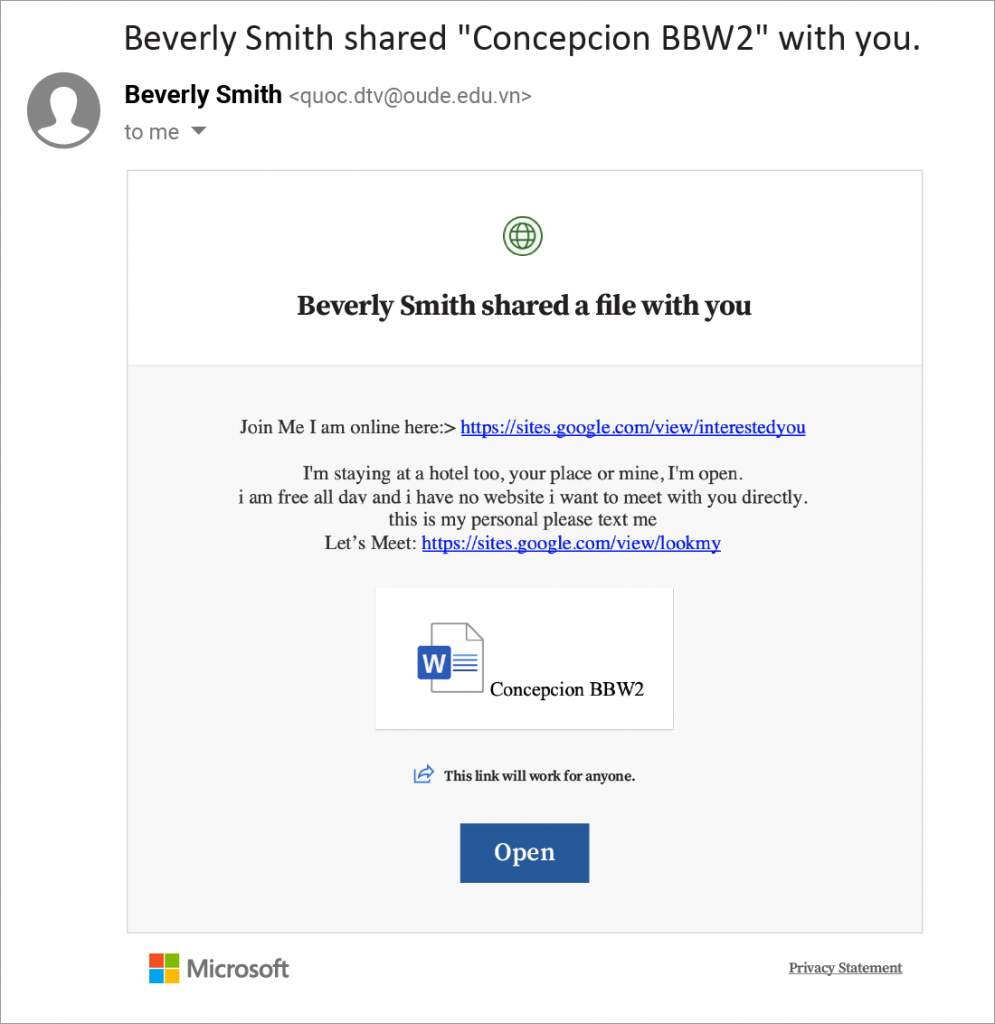 Beverly Smith shared "Concepcion BBW2" with you.
Beverly Smith <quoc.dtv@oude.edu.vn>
to me
Beverly Smith shared a file with you
Join Me I am online here:> https://sites.google.com/view/interestedyou
I'm staying at a hotel too, your place or mine, I'm open.
i am free all dav and i have no website i want to meet with you directly.
this is my personal please text me
Let’s Meet: https://sites.google.com/view/lookmy
W
Concepcion BBW2
This link will work for anyone.
Open
Microsoft
Privacy Statement